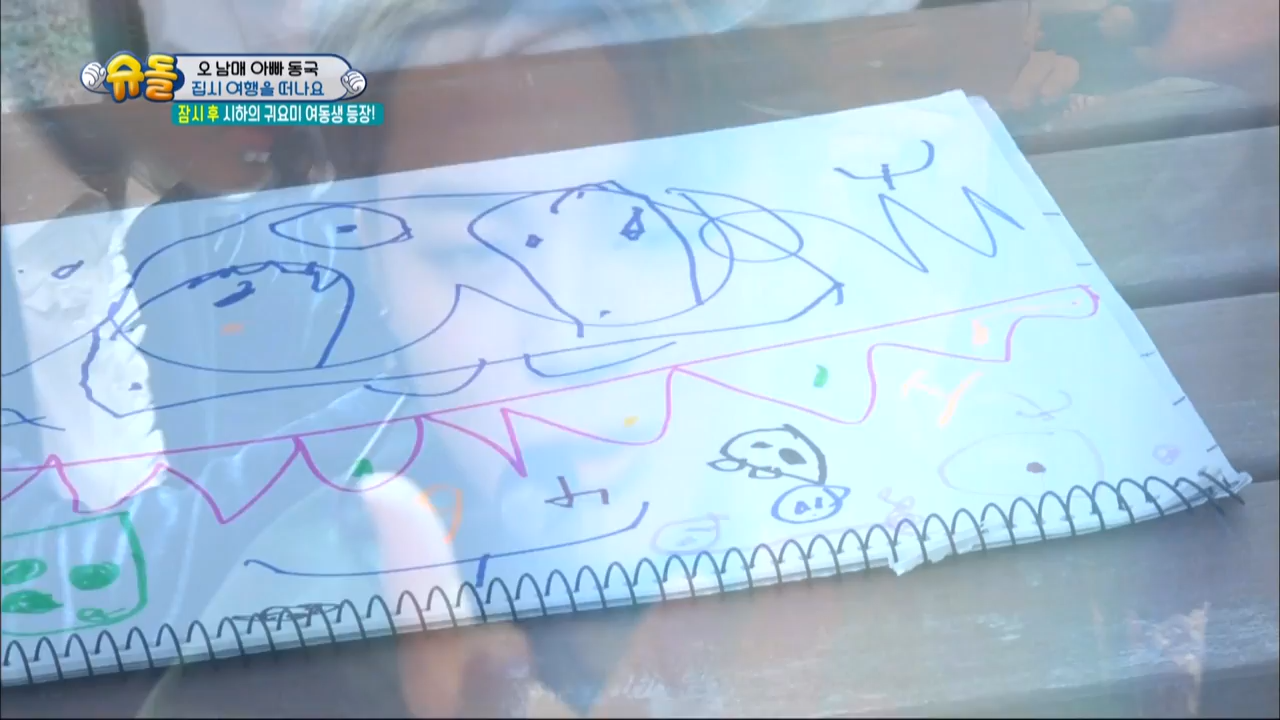 슈돌
오 남매 아빠 동국
집시 여행을 떠나요
잠시 후 시하의 귀요미 여동생 등장!